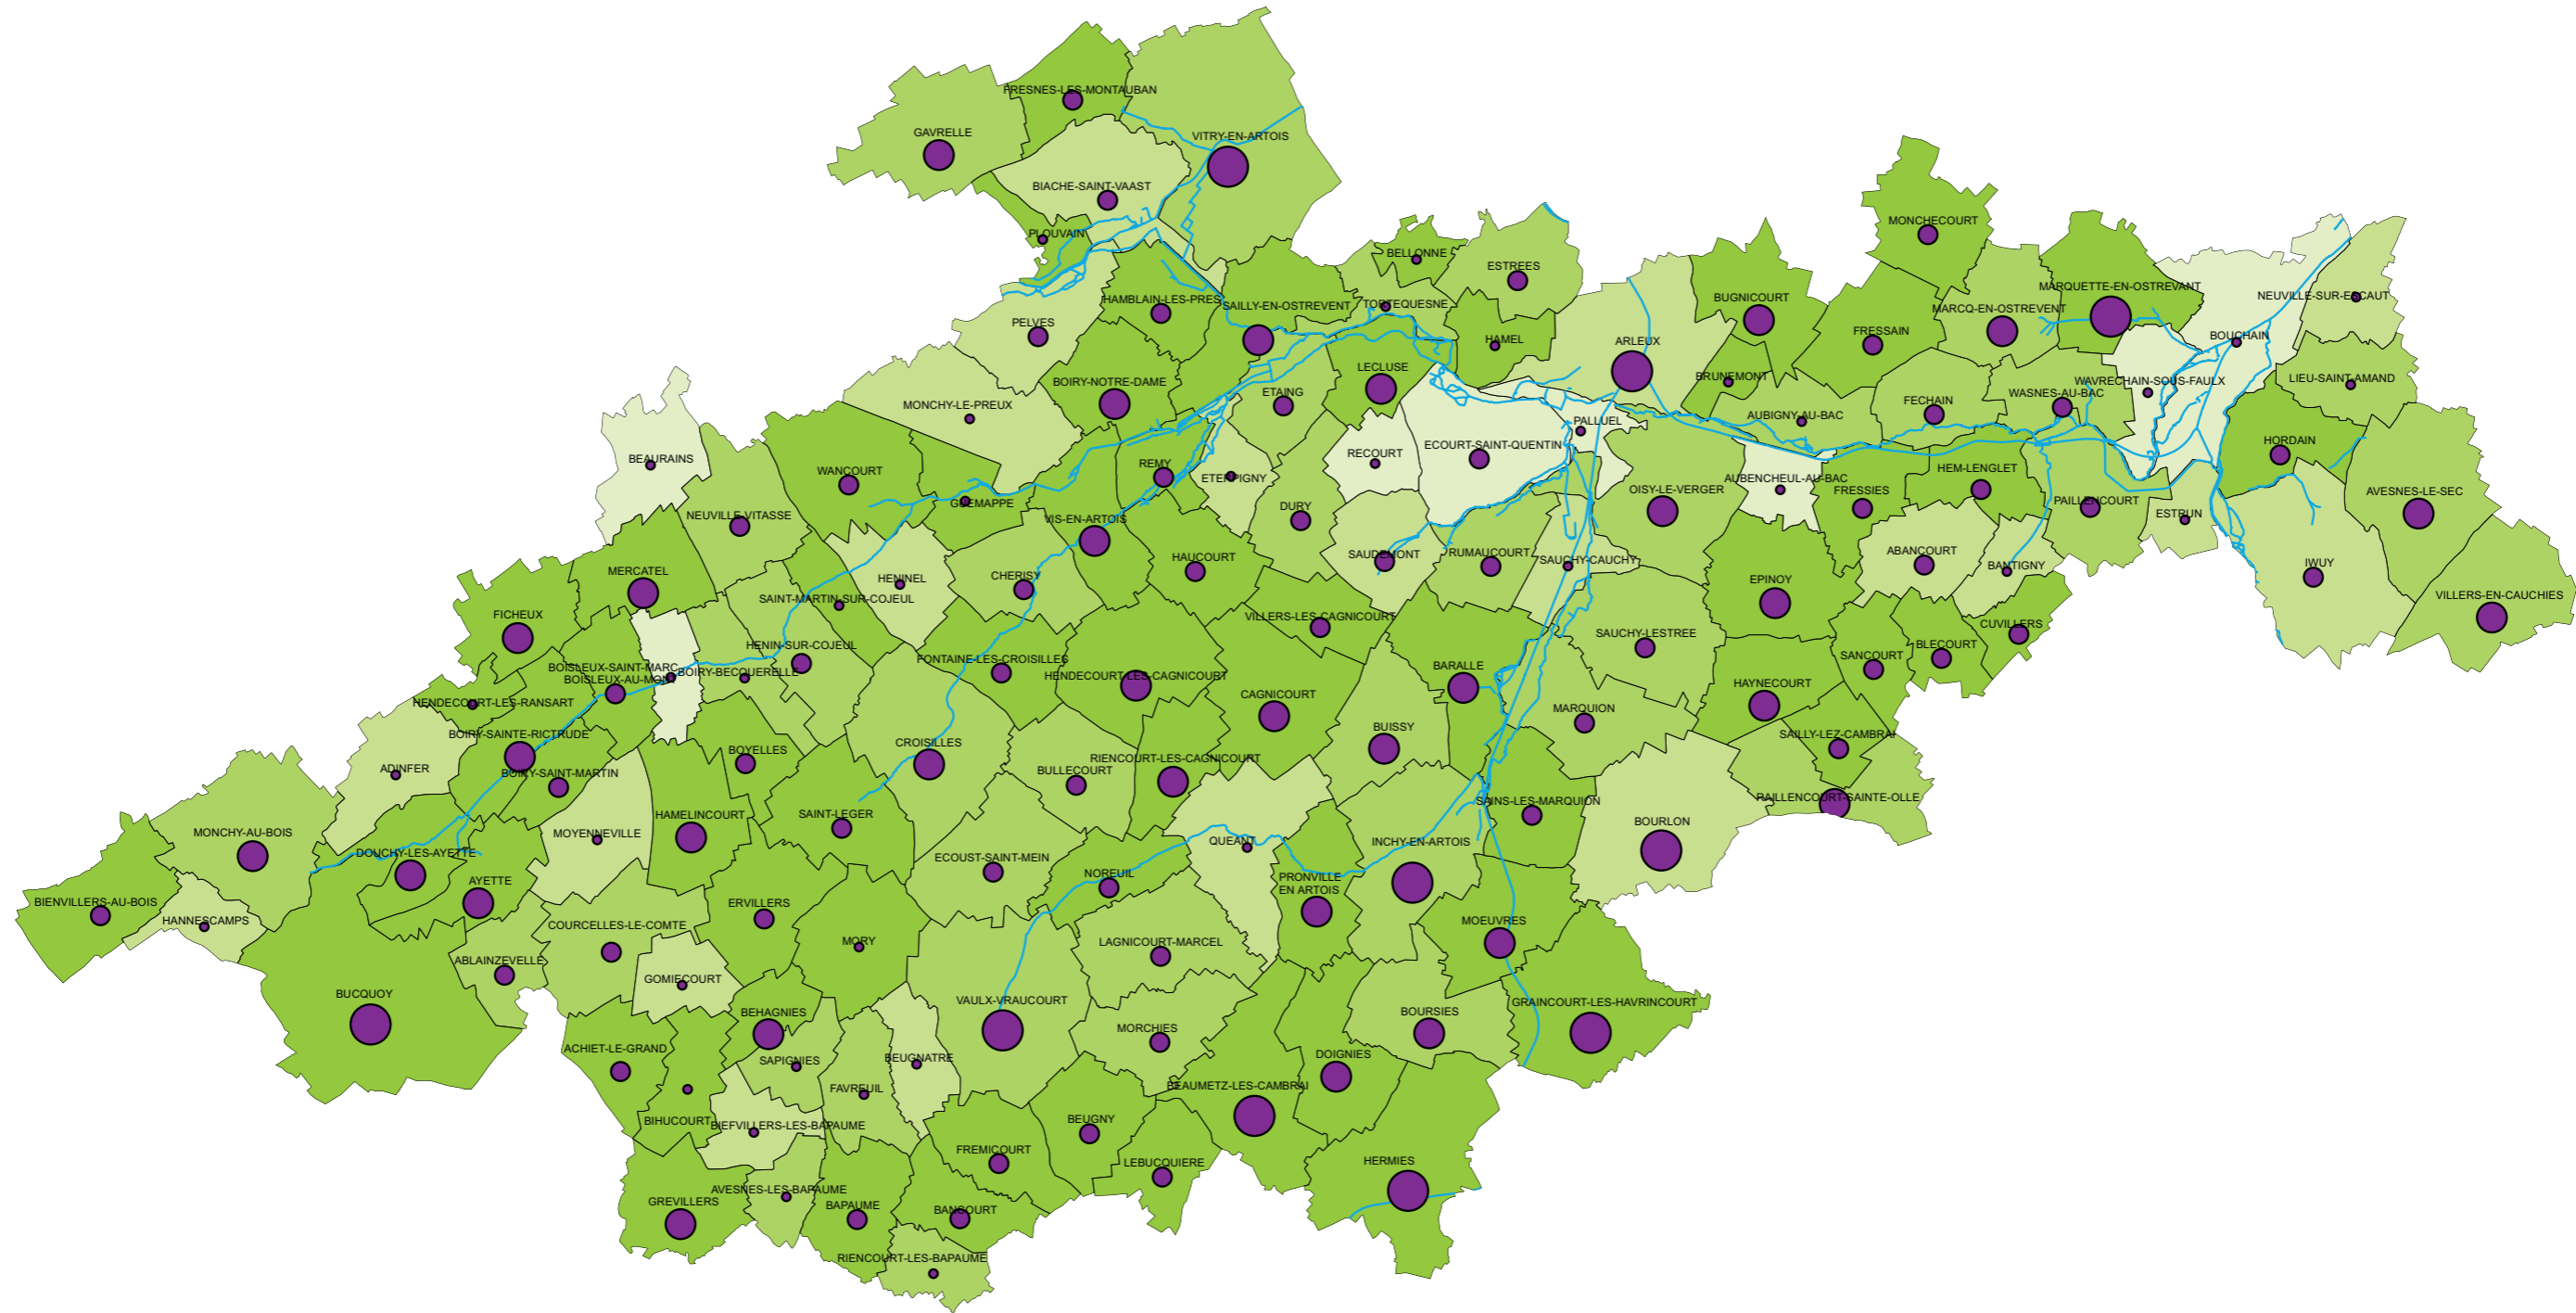 FRESNES-LES-MONTAUBAN
GAVRELLE
VITRY-EN-ARTOIS
BIACHE-SAINT-VAAST
PLOUVAIN
MONCHECOURT
BELLONNE
ESTREES
HAMBLAIN-LES-PRES
SAILLY-EN-OSTREVENT
TORTEQUESNE
BUGNICOURT
MARQUETTE-EN-OSTREVANT
NEUVILLE-SUR-ESCAUT
MARCQ-EN-OSTREVENT
PELVES
HAMEL
ARLEUX
FRESSAIN
BOUCHAIN
LECLUSE
BRUNEMONT
WAVRECHAIN-SOUS-FAULX
LIEU-SAINT-AMAND
BOIRY-NOTRE-DAME
ETAING
WASNES-AU-BAC
MONCHY-LE-PREUX
FECHAIN
AUBIGNY-AU-BAC
PALLUEL
ECOURT-SAINT-QUENTIN
HORDAIN
BEAURAINS
RECOURT
REMY
WANCOURT
ETERPIGNY
HEM-LENGLET
AUBENCHEUL-AU-BAC
OISY-LE-VERGER
FRESSIES
AVESNES-LE-SEC
PAILLENCOURT
GUEMAPPE
DURY
NEUVILLE-VITASSE
VIS-EN-ARTOIS
ESTRUN
HAUCOURT
SAUDEMONT
RUMAUCOURT
SAUCHY-CAUCHY
ABANCOURT
BANTIGNY
IWUY
MERCATEL
HENINEL
CHERISY
EPINOY
SAINT-MARTIN-SUR-COJEUL
VILLERS-EN-CAUCHIES
FICHEUX
VILLERS-LES-CAGNICOURT
CUVILLERS
SAUCHY-LESTREE
HENIN-SUR-COJEUL
BLECOURT
FONTAINE-LES-CROISILLES
SANCOURT
BOISLEUX-SAINT-MARC
BOIRY-BECQUERELLE
BOISLEUX-AU-MONT
HENDECOURT-LES-CAGNICOURT
BARALLE
HAYNECOURT
CAGNICOURT
HENDECOURT-LES-RANSART
MARQUION
BUISSY
BOIRY-SAINTE-RICTRUDE
SAILLY-LEZ-CAMBRAI
CROISILLES
BOYELLES
RIENCOURT-LES-CAGNICOURT
ADINFER
BOIRY-SAINT-MARTIN
BULLECOURT
RAILLENCOURT-SAINTE-OLLE
SAINS-LES-MARQUION
HAMELINCOURT
SAINT-LEGER
BOURLON
MONCHY-AU-BOIS
MOYENNEVILLE
QUEANT
INCHY-EN-ARTOIS
DOUCHY-LES-AYETTE
ECOUST-SAINT-MEIN
NOREUIL
PRONVILLE
EN ARTOIS
AYETTE
BIENVILLERS-AU-BOIS
ERVILLERS
HANNESCAMPS
MOEUVRES
COURCELLES-LE-COMTE
MORY
LAGNICOURT-MARCEL
ABLAINZEVELLE
GOMIECOURT
BUCQUOY
VAULX-VRAUCOURT
GRAINCOURT-LES-HAVRINCOURT
BEHAGNIES
BOURSIES
MORCHIES
ACHIET-LE-GRAND
DOIGNIES
SAPIGNIES
BEUGNATRE
FAVREUIL
BEAUMETZ-LES-CAMBRAI
BIHUCOURT
BEUGNY
BIEFVILLERS-LES-BAPAUME
FREMICOURT
LEBUCQUIERE
HERMIES
AVESNES-LES-BAPAUME
GREVILLERS
BAPAUME
BANCOURT
RIENCOURT-LES-BAPAUME